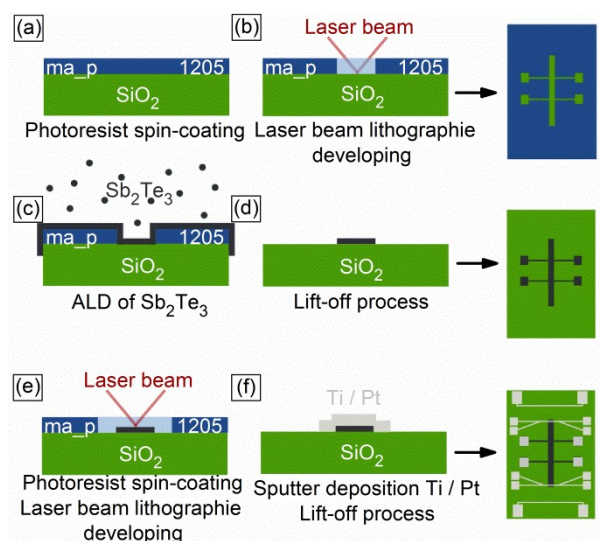 (a)
ma_p 1205
SiO2
Photoresist spin-coating
(b)
Laser beam
ma_p 1205
SiO2
Laser beam lithographie
developing
(c)
Sb2Te3
ma_p 1205
SiO2
ALD of Sb2Te3
(d)
SiO2
Lift-off process
(e)
Laser beam
ma_p 1205
SiO2
Photoresist spin-coating
Laser beam lithographie
developing
(f)
Ti / Pt
SiO2
Sputter deposition Ti / Pt
Lift-off process